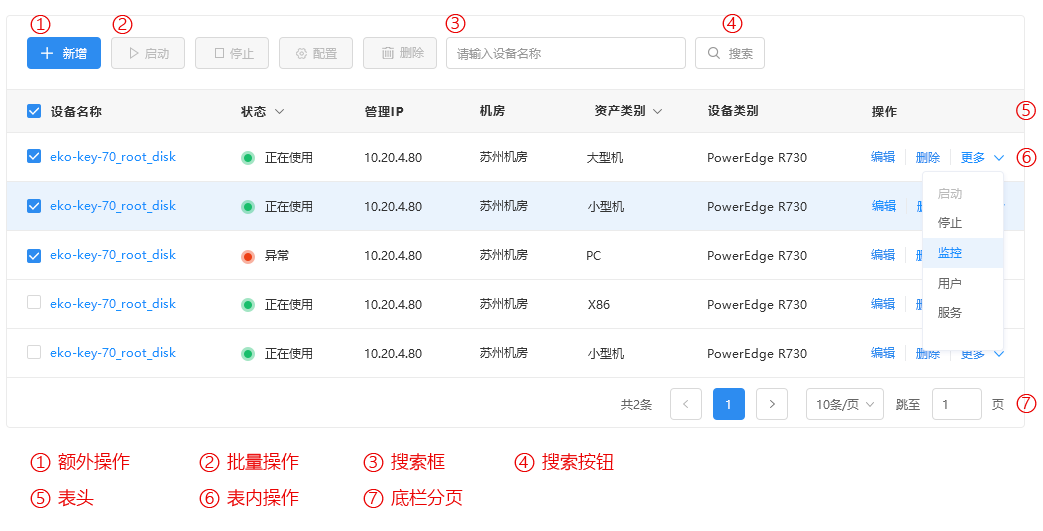 ① ② ③ ④
新增 启动 停止 配置 删除 请输入设备名称 搜索
设备名称 状态 管理IP 机房 资产类别 设备类别 操作 ⑤
eko-key-70_root_disk 正在使用 10.20.4.80 苏州机房 大型机 PowerEdge R730 编辑 删除 更多 ⑥
启动
eko-key-70_root_disk 正在使用 10.20.4.80 苏州机房 小型机 PowerEdge R730 编辑
停止
eko-key-70_root_disk 异常 10.20.4.80 苏州机房 PC PowerEdge R730 编辑
监控
用户
eko-key-70_root_disk 正在使用 10.20.4.80 苏州机房 X86 PowerEdge R730 编辑
服务
eko-key-70_root_disk 正在使用 10.20.4.80 苏州机房 小型机 PowerEdge R730 编辑 删除 更多
共2条 1 10条/页 跳至 1 页 ⑦
① 额外操作 ② 批量操作 ③ 搜索框 ④ 搜索按钮
⑤ 表头 ⑥ 表内操作 ⑦ 底栏分页